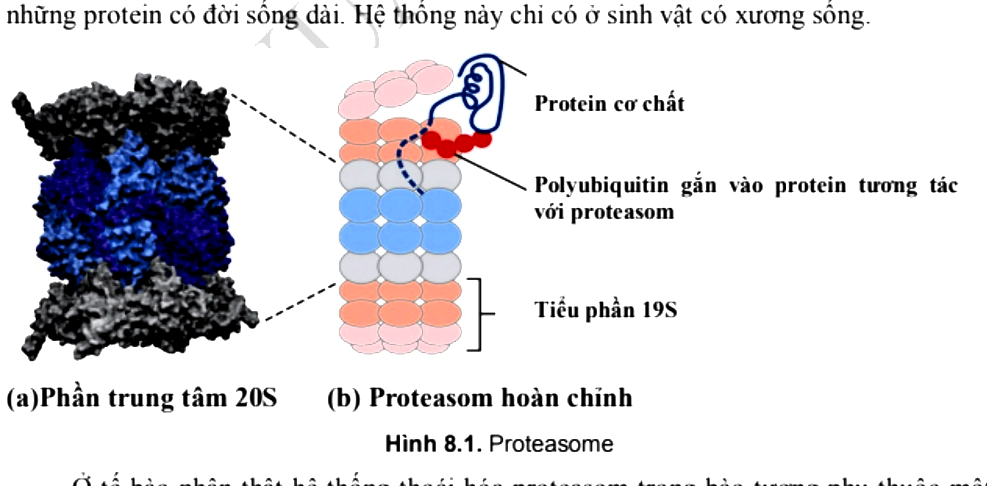 những protein có đời sống dài. Hệ thống này chỉ có ở sinh vật có xương sống.
Protein cơ chất
Polyubiquitin gắn vào protein tương tác
với proteasom
Tiểu phần 19S
(a)Phần trung tâm 20S (b) Proteasom hoàn chỉnh
Hình 8.1. Proteasome